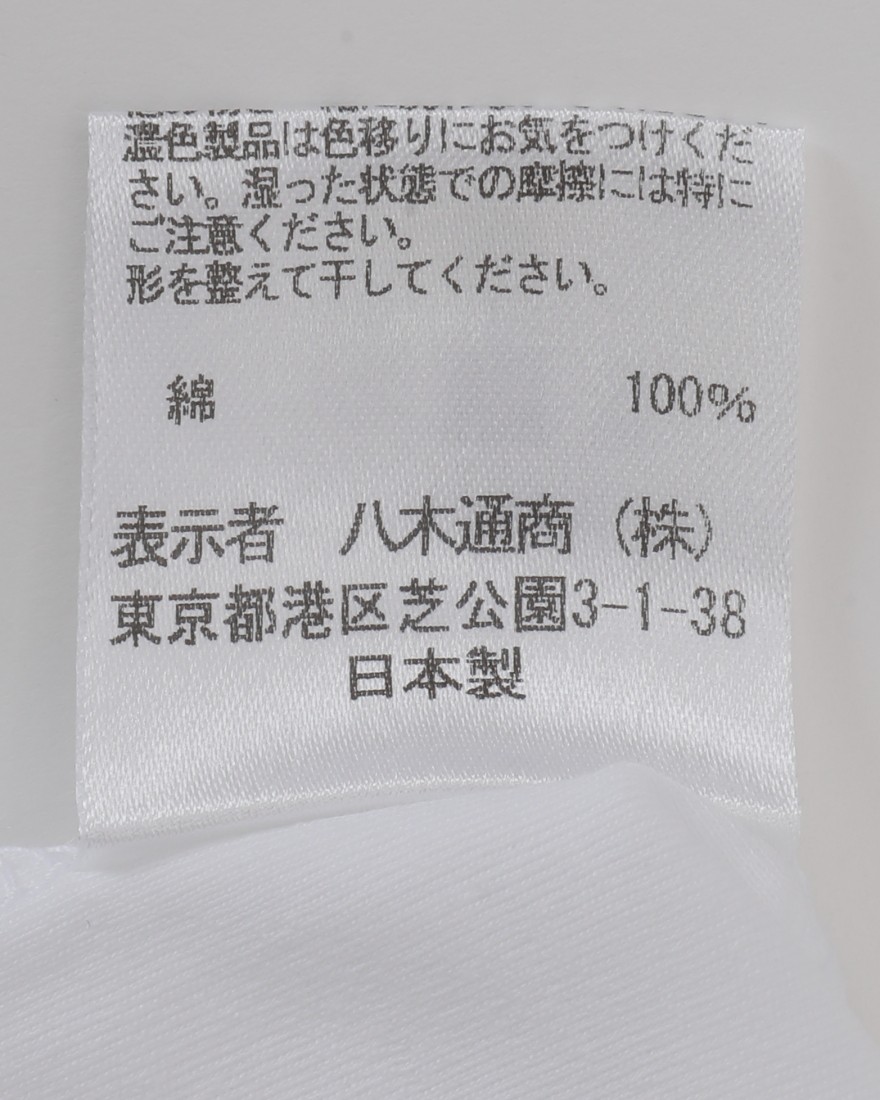 濃色製品は色移りにお気をつけくだ
さい。湿った状態での摩擦には特に
ご注意ください。
形を整えて干してください。
綿 100%
表示者 八木通商(株)
東京都港区芝公園3-1-38
日本製